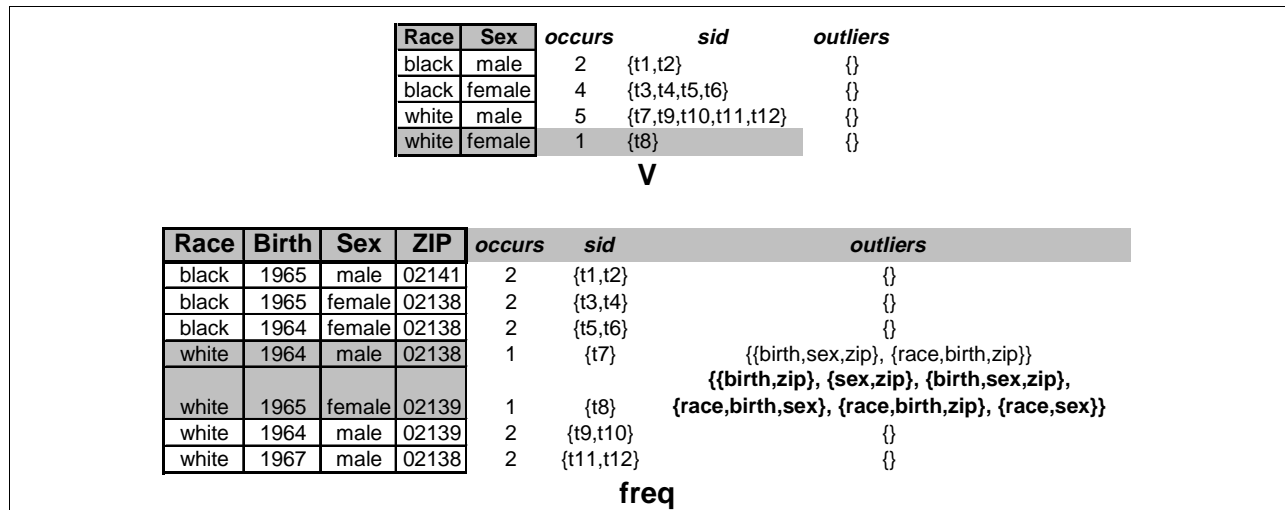 Race Sex occurs sid outliers
black male 2 {t1,t2} {}
black female 4 {t3,t4,t5,t6} {}
white male 5 {t7,t9,t10,t11,t12} {}
white female 1 {t8} {}
V
Race Birth Sex ZIP occurs sid outliers
black 1965 male 02141 2 {t1,t2} {}
black 1965 female 02138 2 {t3,t4} {}
black 1964 female 02138 2 {t5,t6} {}
white 1964 male 02138 1 {t7} {{birth,sex,zip}, {race,birth,zip}}
{{birth,zip}, {sex,zip}, {birth,sex,zip},
white 1965 female 02139 1 {t8} {race,birth,sex}, {race,birth,zip}, {race,sex}}
white 1964 male 02139 2 {t9,t10} {}
white 1967 male 02138 2 {t11,t12} {}
freq